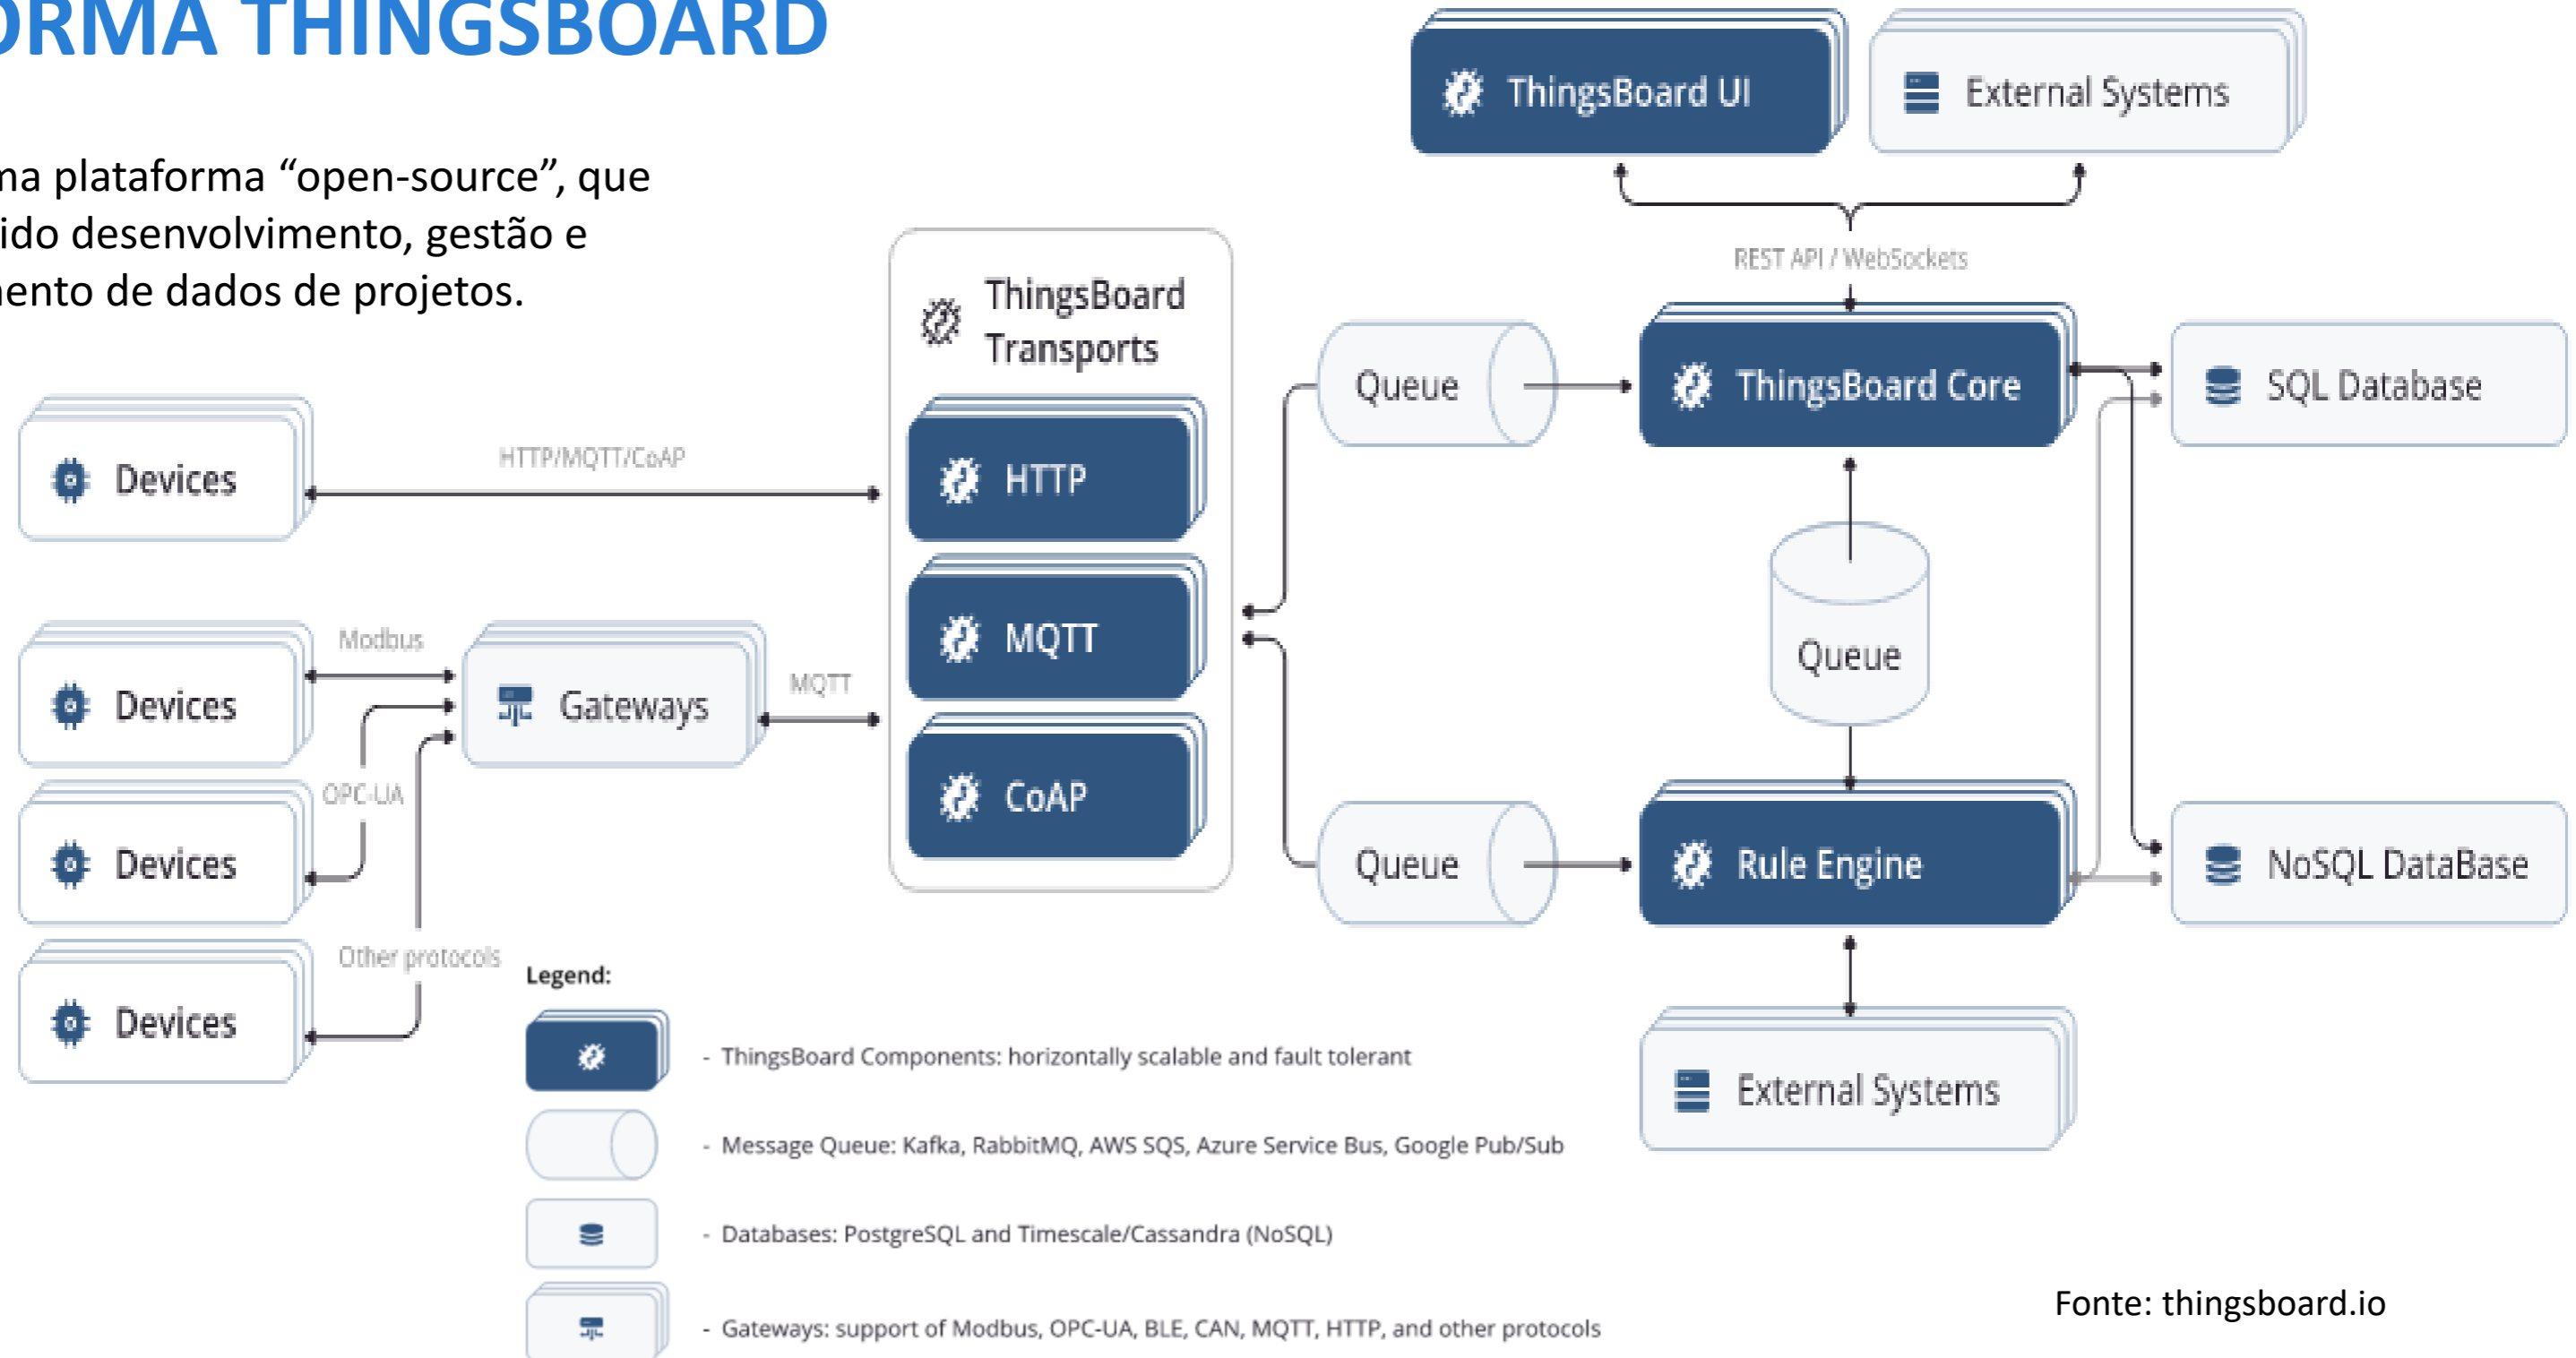 ORMA THINGSBOARD
ma plataforma “open-source”, que
ido desenvolvimento, gestão e
ento de dados de projetos.
ThingsBoard UI
External Systems
REST API / WebSockets
ThingsBoard
Transports
HTTP
MQTT
CoAP
Queue
ThingsBoard Core
SQL Database
Devices
HTTP/MQTT/CoAP
Queue
Devices
Modbus
Gateways
MQTT
OPC-UA
Devices
Other protocols
Devices
Queue
Rule Engine
NoSQL DataBase
External Systems
Legend:
- ThingsBoard Components: horizontally scalable and fault tolerant
- Message Queue: Kafka, RabbitMQ, AWS SQS, Azure Service Bus, Google Pub/Sub
- Databases: PostgreSQL and Timescale/Cassandra (NoSQL)
- Gateways: support of Modbus, OPC-UA, BLE, CAN, MQTT, HTTP, and other protocols
Fonte: thingsboard.io